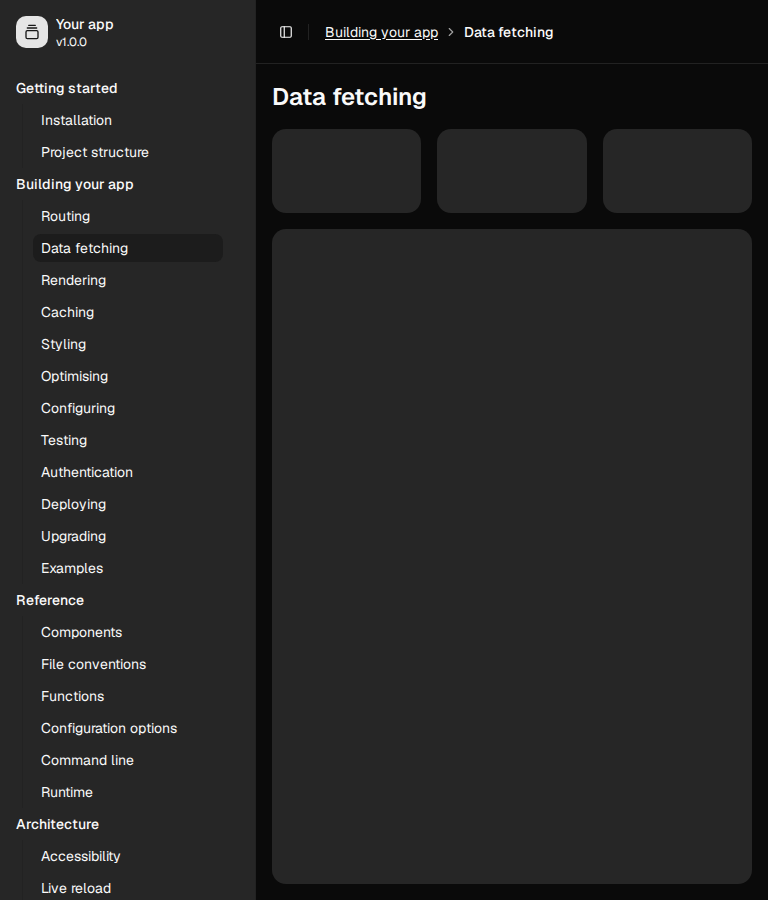 Your app
v1.0.0
Getting started
Installation
Project structure
Building your app
Routing
Data fetching
Rendering
Caching
Styling
Optimising
Configuring
Testing
Authentication
Deploying
Upgrading
Examples
Reference
Components
File conventions
Functions
Configuration options
Command line
Runtime
Architecture
Accessibility
Live reload
Building your app > Data fetching
Data fetching